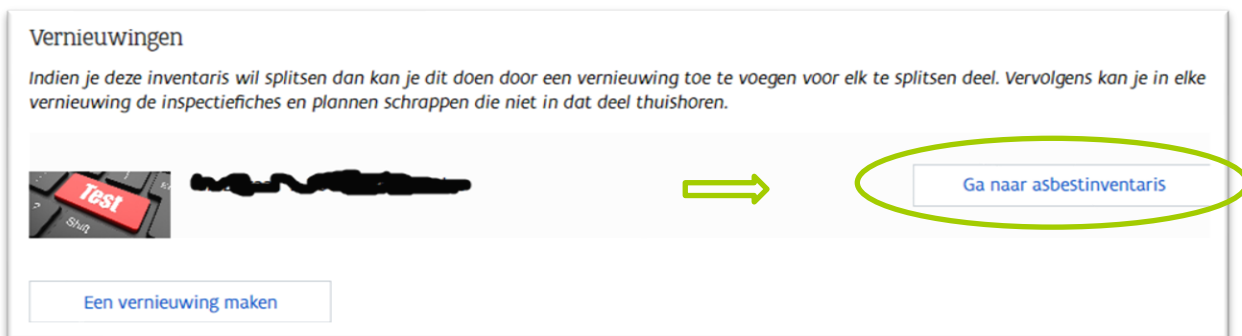 Vernieuwingen
Indien je deze inventaris wil splitsen dan kan je dit doen door een vernieuwing toe te voegen voor elk te splitsen deel. Vervolgens kan je in elke
vernieuwing de inspectiefiches en plannen schrappen die niet in dat deel thuishoren.
Test
?
Shift
Ga naar asbestinventaris
Een vernieuwing maken